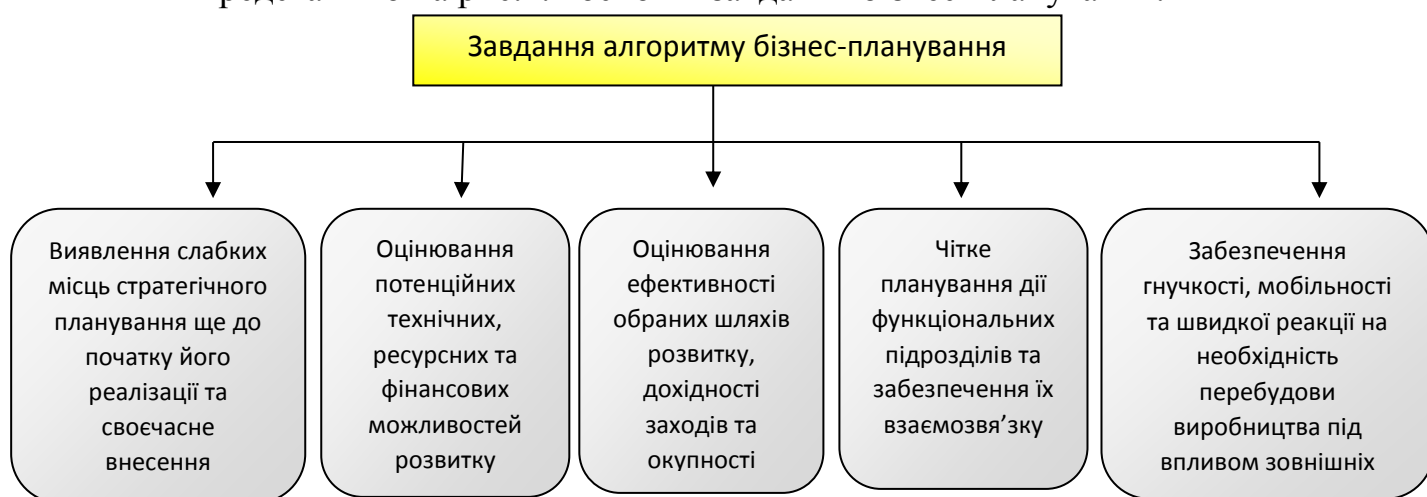 Завдання алгоритму бізнес-планування
Виявлення слабких
місць стратегічного
планування ще до
початку його
реалізації та
своєчасне
внесення
Оцінювання
потенційних
технічних,
ресурсних та
фінансових
можливостей
розвитку
Оцінювання
ефективності
обраних шляхів
розвитку,
дохідності
заходів та
окупності
Чітке
планування дії
функціональних
підрозділів та
забезпечення їх
взаємозвя’зку
Забезпечення
гнучкості, мобільності
та швидкої реакції на
необхідність
перебудови
виробництва під
впливом зовнішніх